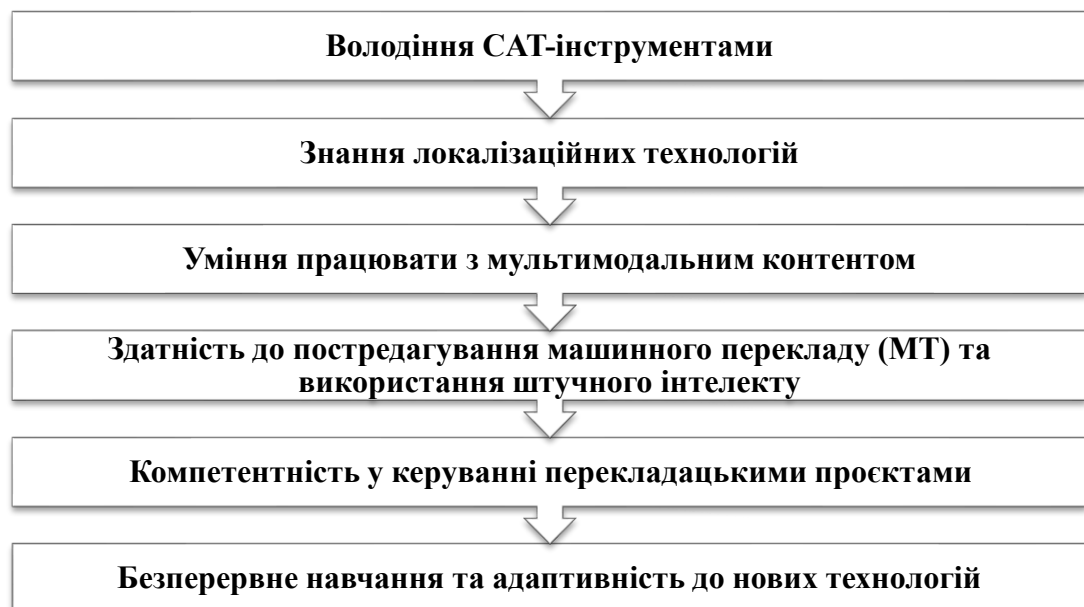 Володіння CAT-інструментами
Знання локалізаційних технологій
Уміння працювати з мультимодальним контентом
Здатність до постредагування машинного перекладу (МТ) та
використання штучного інтелекту
Компетентність у керуванні перекладацькими проєктами
Безперервне навчання та адаптивність до нових технологій